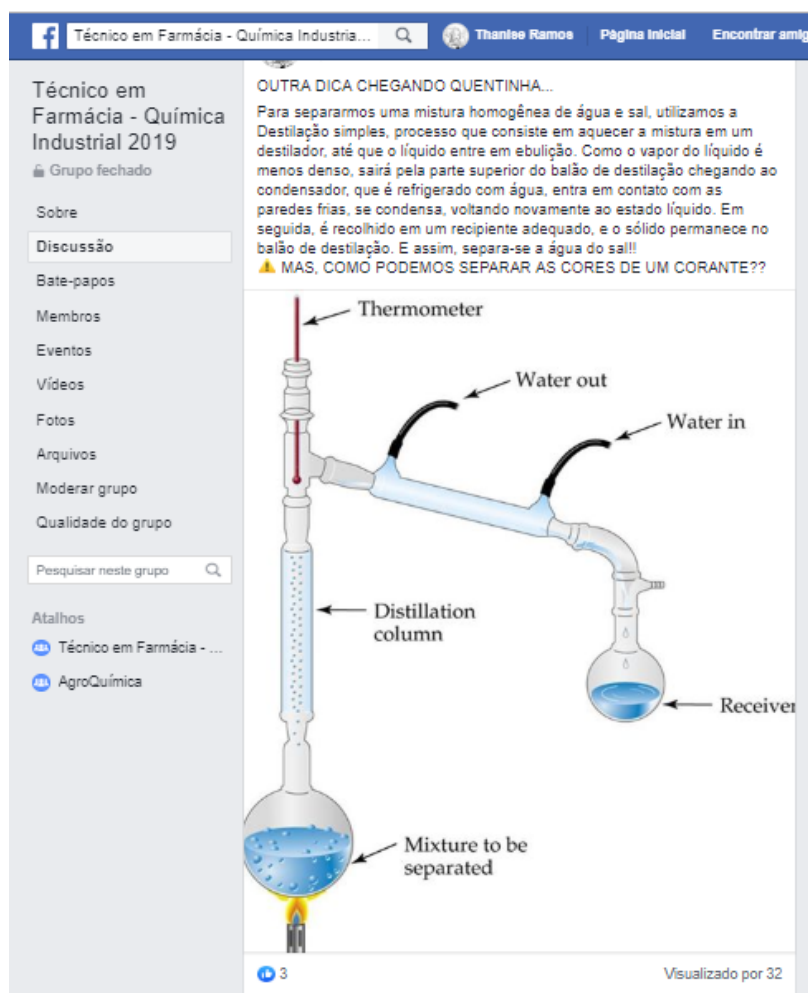 Técnico em Farmácia - Química Industria...
Thanise Ramos
Página Inicial
Encontrar amig
Técnico em
Farmácia - Química
Industrial 2019
Grupo fechado
Sobre
Discussão
Bate-papos
Membros
Eventos
Vídeos
Fotos
Arquivos
Moderar grupo
Qualidade do grupo
Pesquisar neste grupo
Atalhos
Técnico em Farmácia - ...
AgroQuímica
OUTRA DICA CHEGANDO QUENTINHA...
Para separarmos uma mistura homogênea de água e sal, utilizamos a
Destilação simples, processo que consiste em aquecer a mistura em um
destilador, até que o líquido entre em ebulição. Como o vapor do líquido é
menos denso, sairá pela parte superior do balão de destilação chegando ao
condensador, que é refrigerado com água, entra em contato com as
paredes frias, se condensa, voltando novamente ao estado líquido. Em
seguida, é recolhido em um recipiente adequado, e o sólido permanece no
balão de destilação. E assim, separa-se a água do sal!!
⚠ MAS, COMO PODEMOS SEPARAR AS CORES DE UM CORANTE??
Thermometer
Water out
Water in
Distillation
column
Receiver
Mixture to be
separated
3
Visualizado por 32